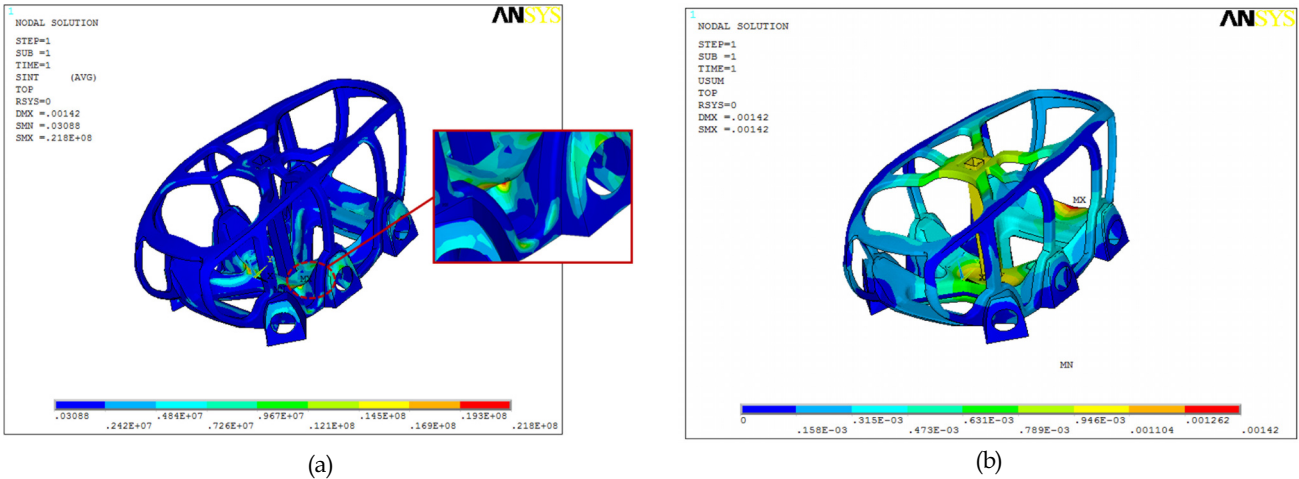 1
NODAL SOLUTION
STEP=1
SUB =1
TIME=1
SINT (AVG)
TOP
RSYS=0
DMX =.00142
SMN =.03088
SMX =.218E+08
ANSYS
Y
.03088 .484E+07 .967E+07 .145E+08 .193E+08
.242E+07 .726E+07 .121E+08 .169E+08 .218E+08
(a)
1
NODAL SOLUTION
STEP=1
SUB =1
TIME=1
USUM
TOP
RSYS=0
DMX =.00142
SMX =.00142
ANSYS
MX
X
MN
0 .315E-03 .631E-03 .946E-03 .001262
.158E-03 .473E-03 .789E-03 .001104 .00142
(b)